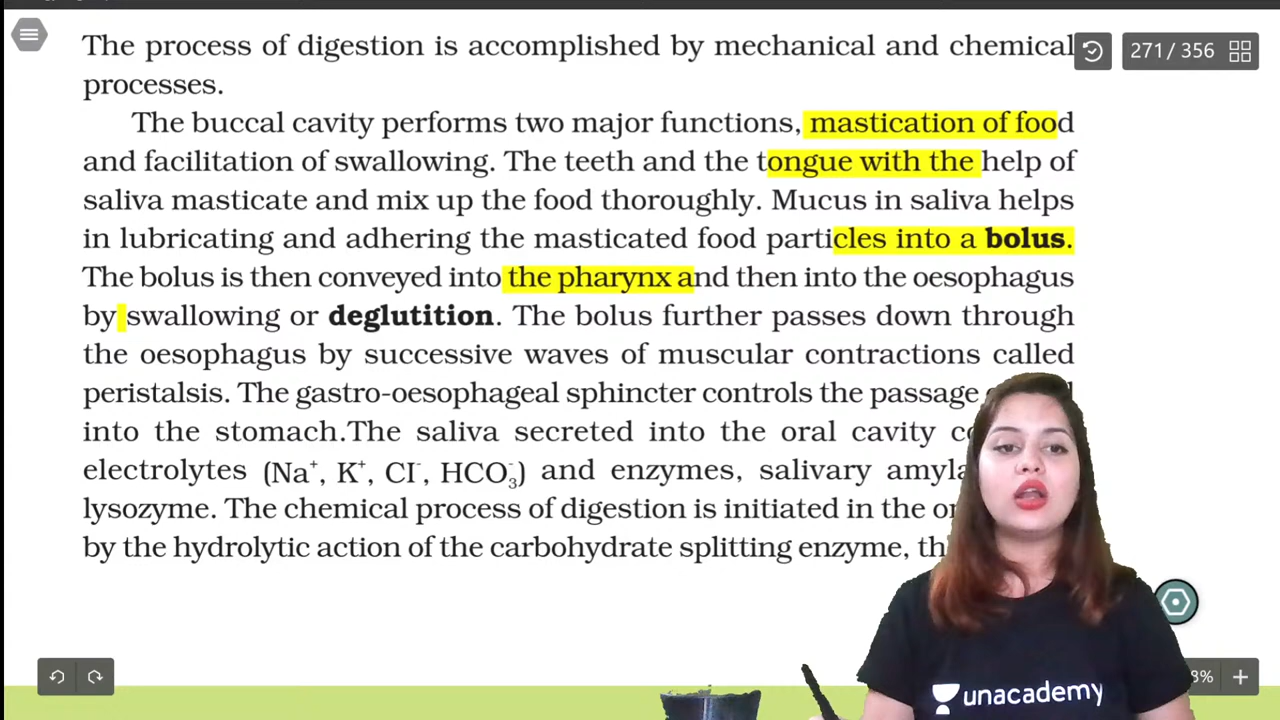 271 / 356
The process of digestion is accomplished by mechanical and chemical
processes.
The buccal cavity performs two major functions, mastication of food
and facilitation of swallowing. The teeth and the tongue with the help of
saliva masticate and mix up the food thoroughly. Mucus in saliva helps
in lubricating and adhering the masticated food particles into a bolus.
The bolus is then conveyed into the pharynx and then into the oesophagus
by swallowing or deglutition. The bolus further passes down through
the oesophagus by successive waves of muscular contractions called
peristalsis. The gastro-oesophageal sphincter controls the passage
into the stomach.The saliva secreted into the oral cavity
electrolytes (Na⁺, K⁺, CI⁻, HCO₃⁻) and enzymes, salivary
lysozyme. The chemical process of digestion is initiated in the
by the hydrolytic action of the carbohydrate splitting enzyme,
8%
unacademy